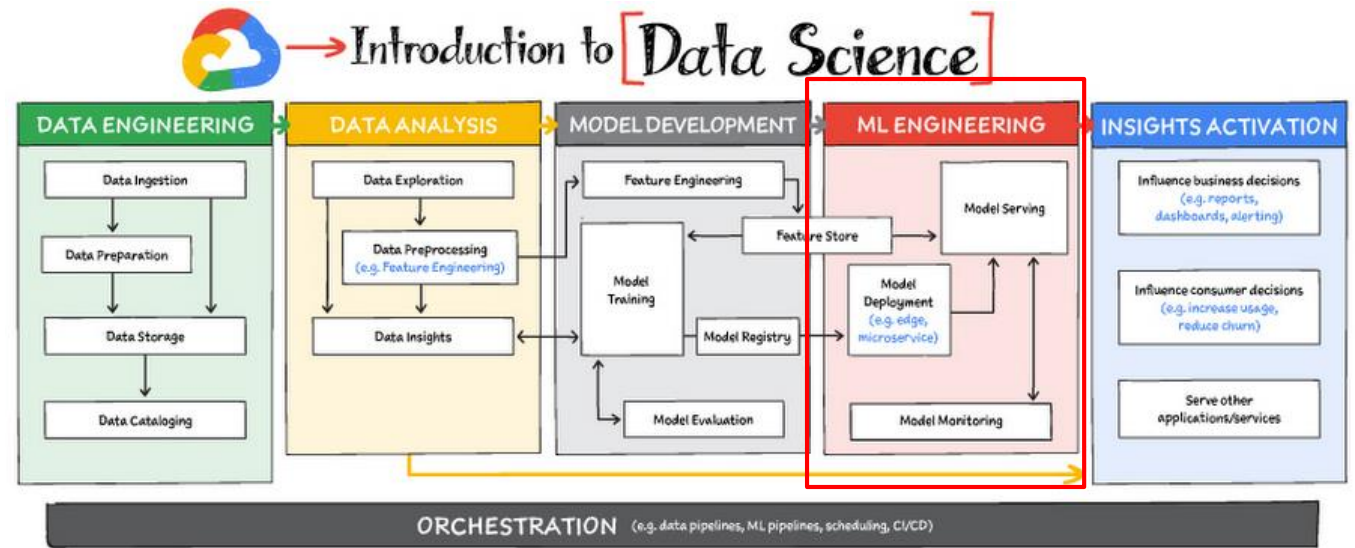 Introduction to [Data Science]
DATA ENGINEERING
Data Ingestion
Data Preparation
Data Storage
Data Cataloging
DATA ANALYSIS
Data Exploration
Data Preprocessing
(e.g. Feature Engineering)
Data Insights
MODEL DEVELOPMENT
Feature Engineering
Feature Store
Model
Training
Model Registry
Model Evaluation
ML ENGINEERING
Model Serving
Model
Deployment
(e.g. edge,
microservice)
Model Monitoring
INSIGHTS ACTIVATION
Influence business decisions
(e.g. reports,
dashboards, alerting)
Influence consumer decisions
(e.g. increase usage,
reduce churn)
Serve other
applications/services
ORCHESTRATION (e.g. data pipelines, ML pipelines, scheduling, CI/CD)